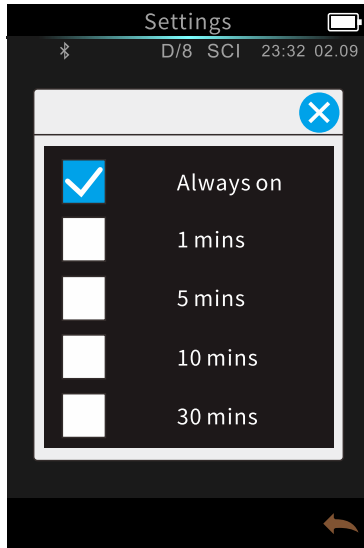 Settings
D/8 SCI 23:32 02.09
Always on
1 mins
5 mins
10 mins
30 mins